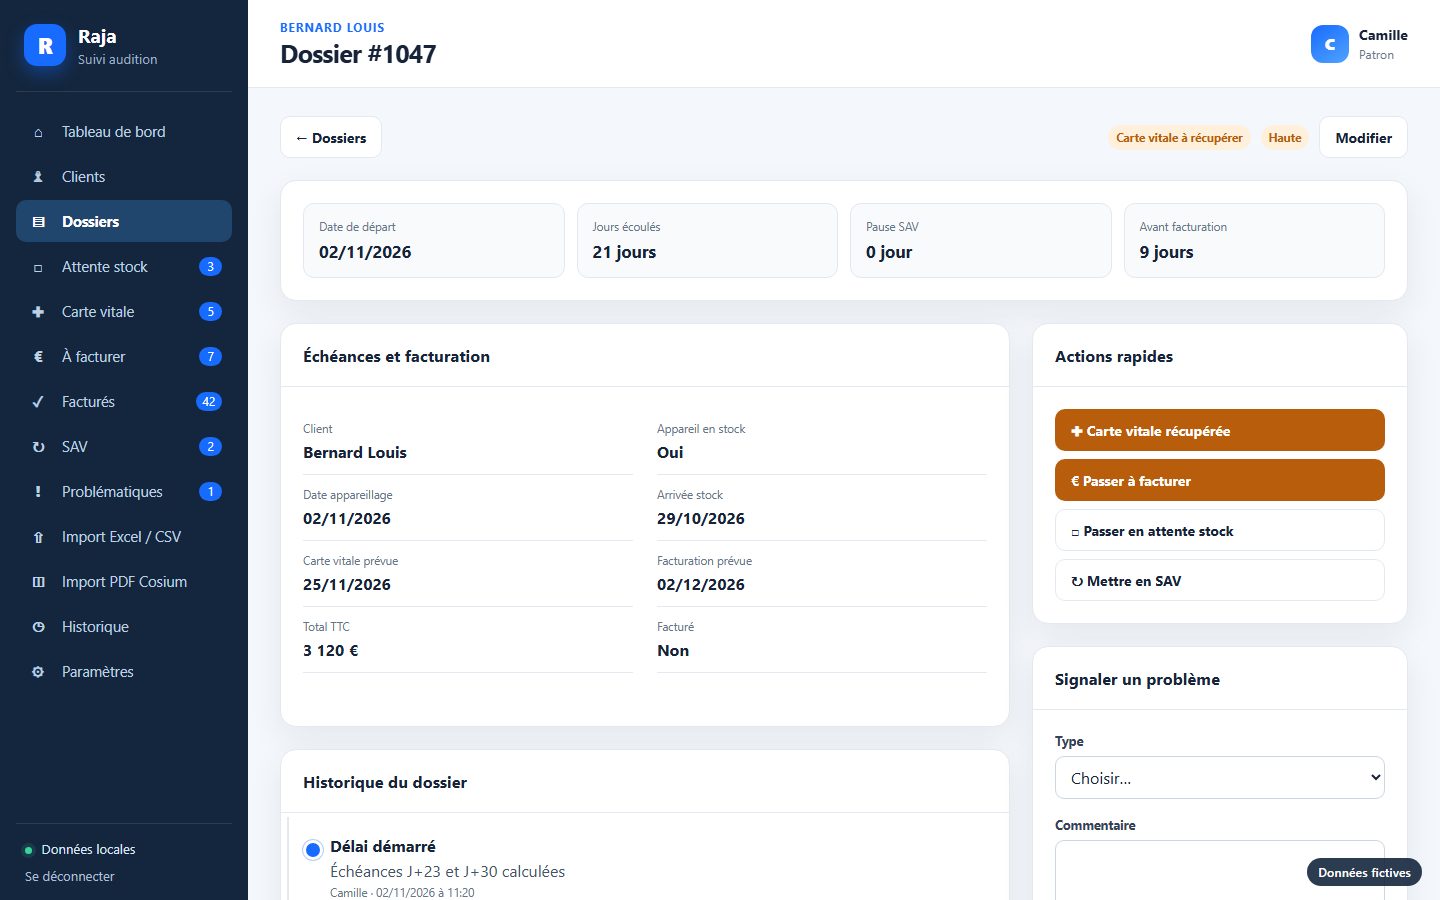 R
Raja
Suivi audition
Tableau de bord
Clients
Dossiers
Attente stock 3
Carte vitale 5
€ À facturer 7
Facturés 42
SAV 2
! Problématiques 1
Import Excel / CSV
Import PDF Cosium
Historique
Paramètres
Données locales
Se déconnecter
BERNARD LOUIS
Dossier #1047
C
Camille
Patron
← Dossiers
Carte vitale à récupérer
Haute
Modifier
Date de départ
02/11/2026
Jours écoulés
21 jours
Pause SAV
0 jour
Avant facturation
9 jours
Échéances et facturation
Client
Bernard Louis
Appareil en stock
Oui
Date appareillage
02/11/2026
Arrivée stock
29/10/2026
Carte vitale prévue
25/11/2026
Facturation prévue
02/12/2026
Total TTC
3 120 €
Facturé
Non
Historique du dossier
Délai démarré
Échéances J+23 et J+30 calculées
Camille · 02/11/2026 à 11:20
Actions rapides
✚ Carte vitale récupérée
€ Passer à facturer
□ Passer en attente stock
↻ Mettre en SAV
Signaler un problème
Type
Choisir...
Commentaire
Données fictives